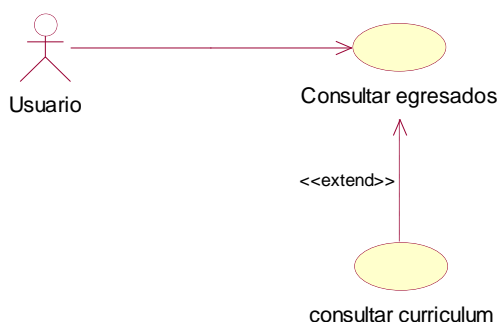 Usuario
Consultar egresados
<<extend>>
consultar curriculum